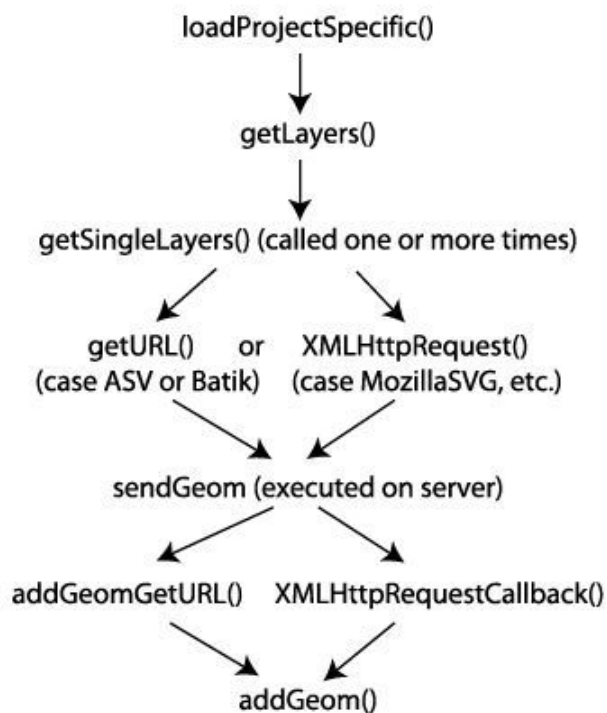 loadProjectSpecific()
getLayers()
getSingleLayers() (called one or more times)
getURL() or XMLHttpRequest()
(case ASV or Batik) (case MozillaSVG, etc.)
sendGeom (executed on server)
addGeomGetURL() XMLHttpRequestCallback()
addGeom()